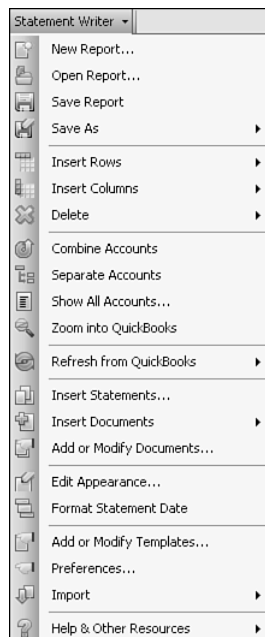 Statement Writer
New Report...
Open Report...
Save Report
Save As
Insert Rows
Insert Columns
Delete
Combine Accounts
Separate Accounts
Show All Accounts...
Zoom into QuickBooks
Refresh from QuickBooks
Insert Statements...
Insert Documents
Add or Modify Documents...
Edit Appearance...
Format Statement Date
Add or Modify Templates...
Preferences...
Import
Help & Other Resources